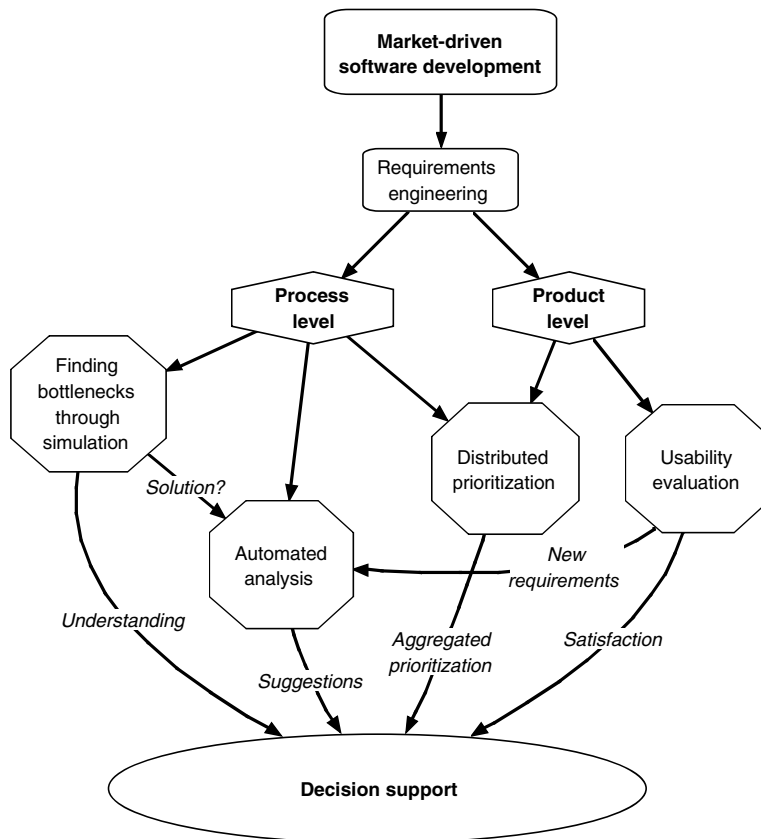 Market-driven
software development
Requirements
engineering
Process
level
Product
level
Finding
bottlenecks
through
simulation
Distributed
prioritization
Usability
evaluation
Solution?
Automated
analysis
New
requirements
Understanding
Aggregated
prioritization
Satisfaction
Suggestions
Decision support